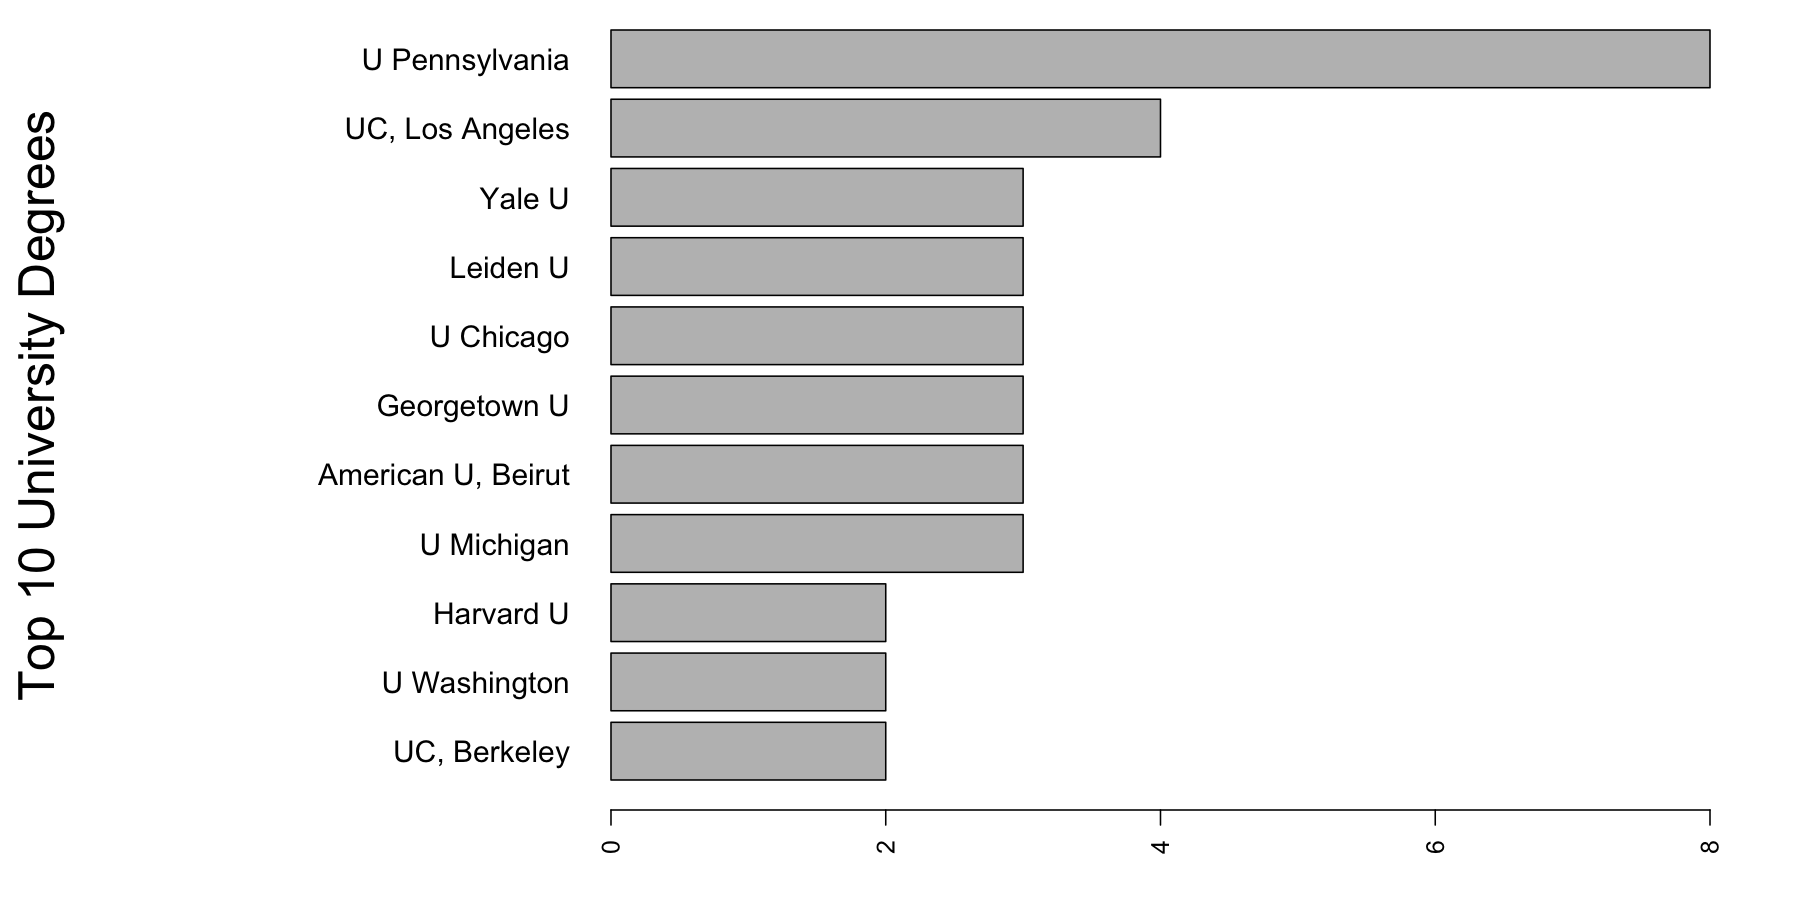 Top 10 University Degrees
U Pennsylvania
UC, Los Angeles
Yale U
Leiden U
U Chicago
Georgetown U
American U, Beirut
U Michigan
Harvard U
U Washington
UC, Berkeley
0 2 4 6 8